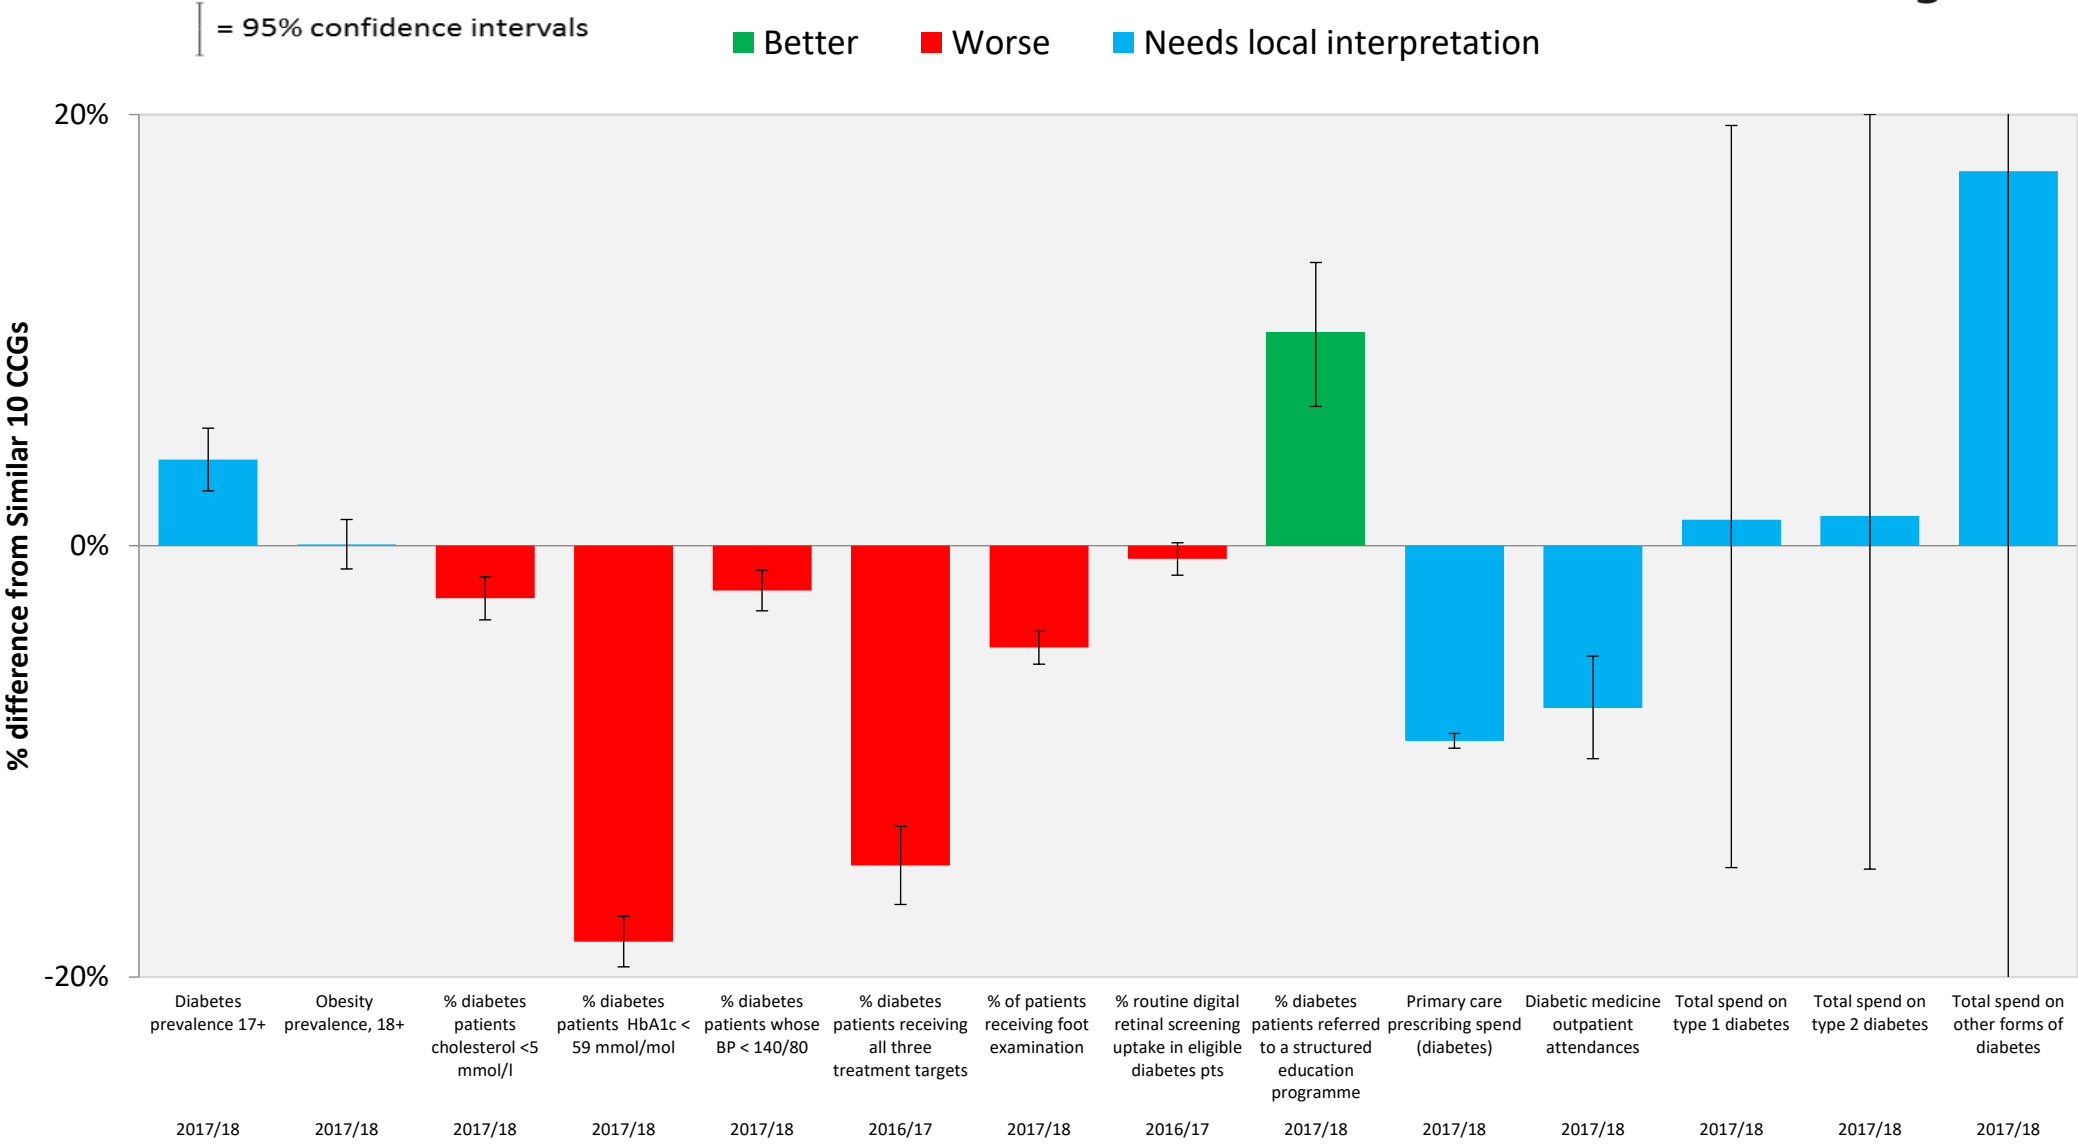 = 95% confidence intervals
Better
Worse
Needs local interpretation
% difference from Similar 10 CCGs
20%
0%
-20%
Diabetes
prevalence 17+
2017/18
Obesity
prevalence, 18+
2017/18
% diabetes
patients
cholesterol <5
mmol/l
2017/18
% diabetes
patients HbA1c <
59 mmol/mol
2017/18
% diabetes
patients whose
BP < 140/80
2017/18
% diabetes
patients receiving
all three
treatment targets
2016/17
% of patients
receiving foot
examination
2017/18
% routine digital
retinal screening
uptake in eligible
diabetes pts
2016/17
% diabetes
patients referred
to a structured
education
programme
2017/18
Primary care
prescribing spend
(diabetes)
2017/18
Diabetic medicine
outpatient
attendances
2017/18
Total spend on
type 1 diabetes
2017/18
Total spend on
type 2 diabetes
2017/18
Total spend on
other forms of
diabetes
2017/18